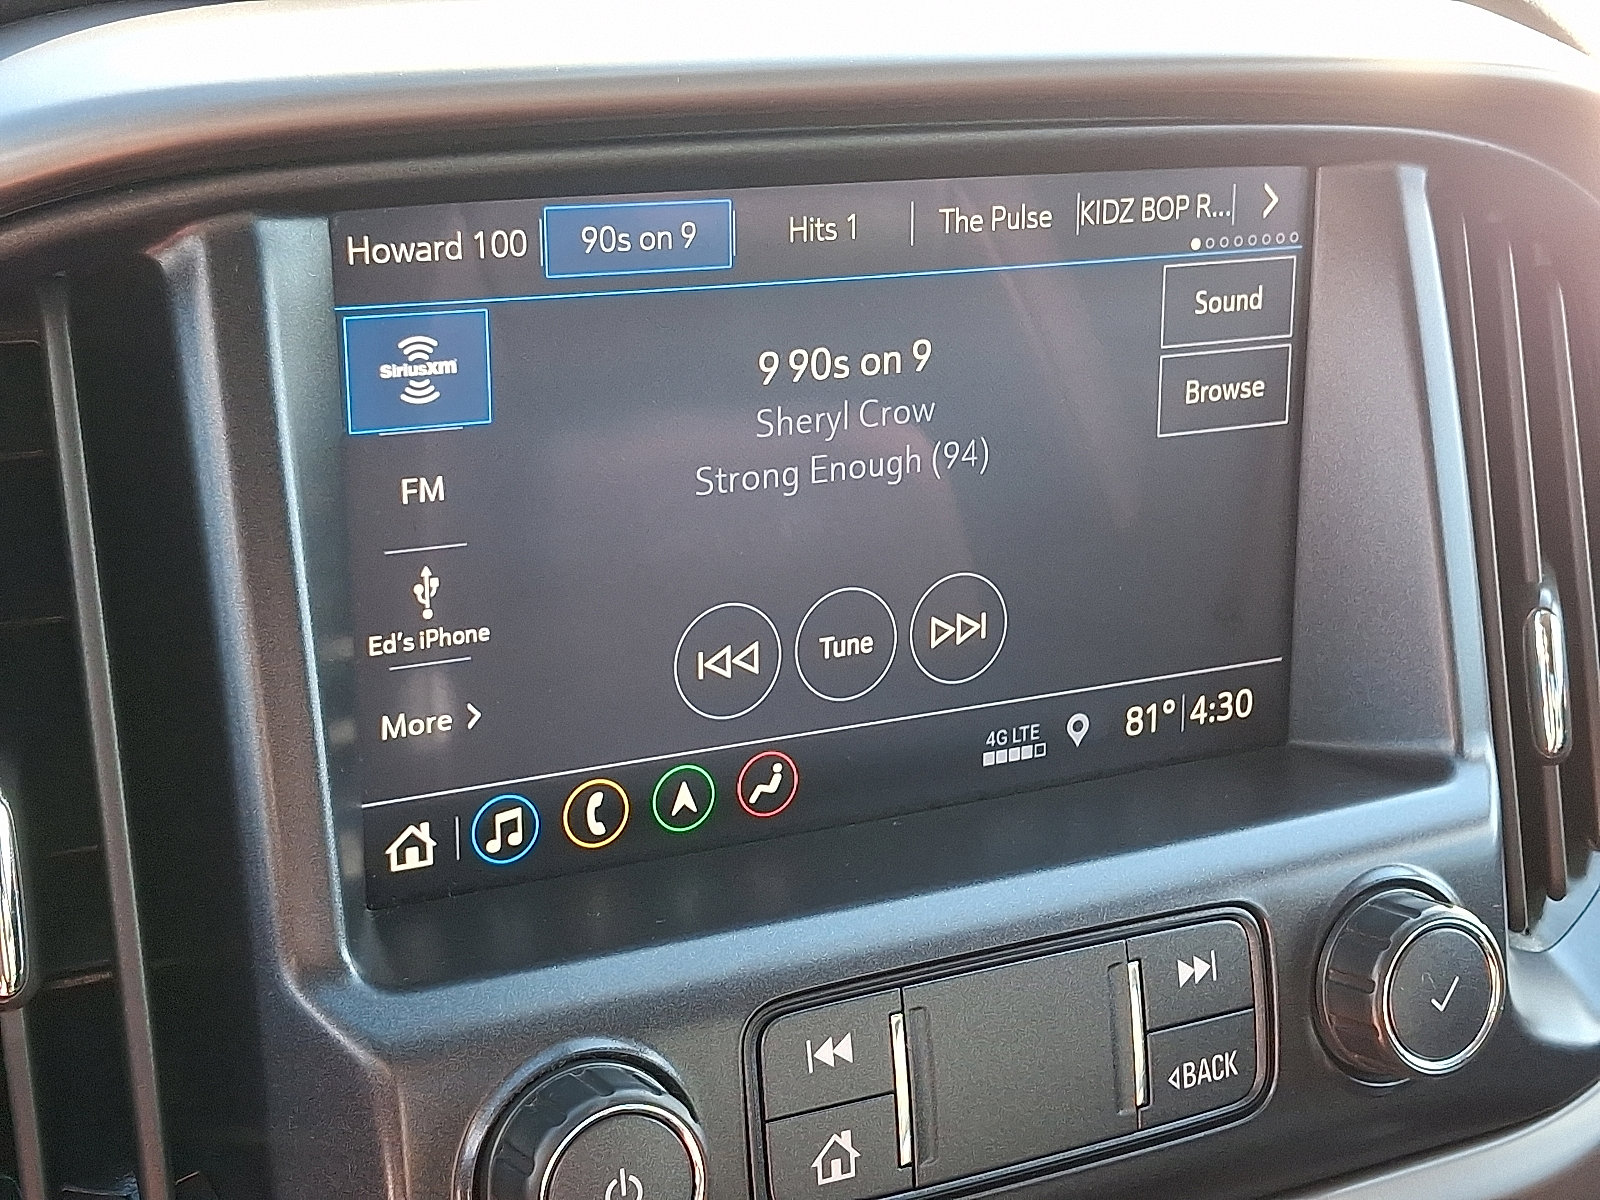 Howard 100
90s on 9
Hits 1
The Pulse
KIDZ BOP R...
SiriusXM
FM
Ed's iPhone
More
9 90s on 9
Sheryl Crow
Strong Enough (94)
Sound
Browse
Tune
4G LTE
81° 4:30
BACK